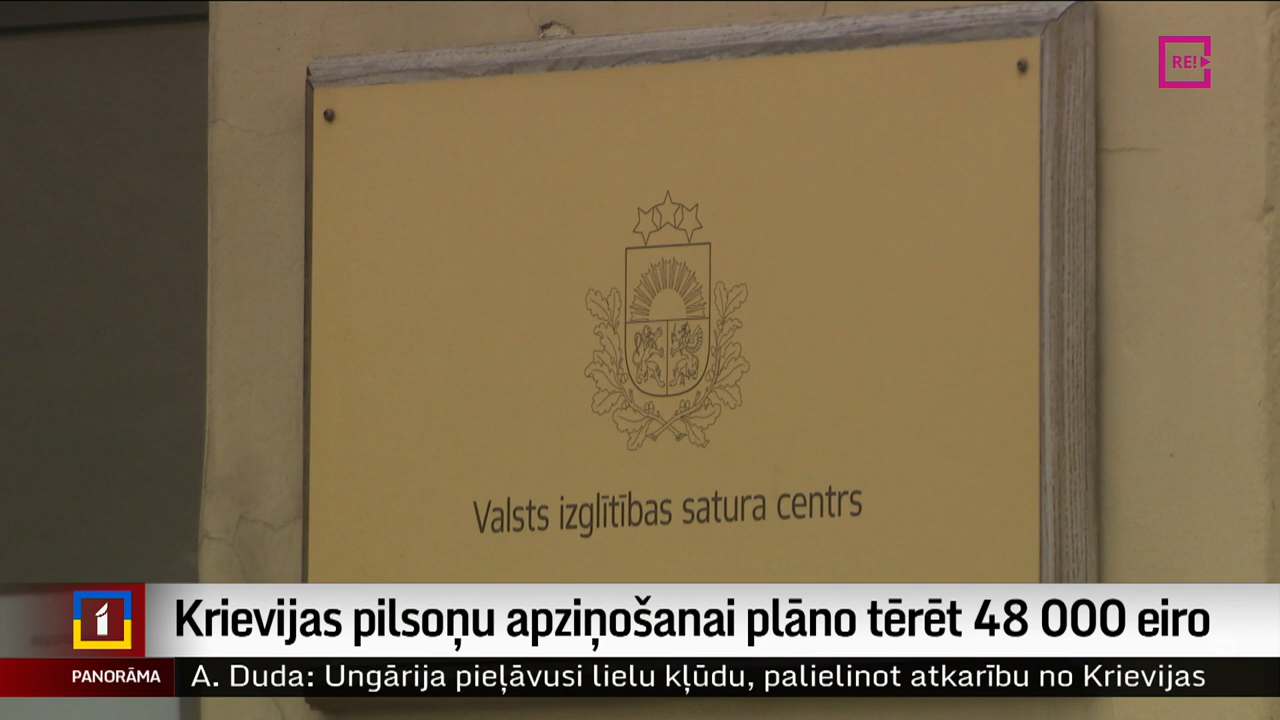 RE!
Valsts izglītības satura centrs
1
Krievijas pilsoņu apziņošanai plāno tērēt 48 000 eiro
PANORĀMA
A. Duda: Ungārija pieļāvusi lielu kļūdu, palielinot atkarību no Krievijas